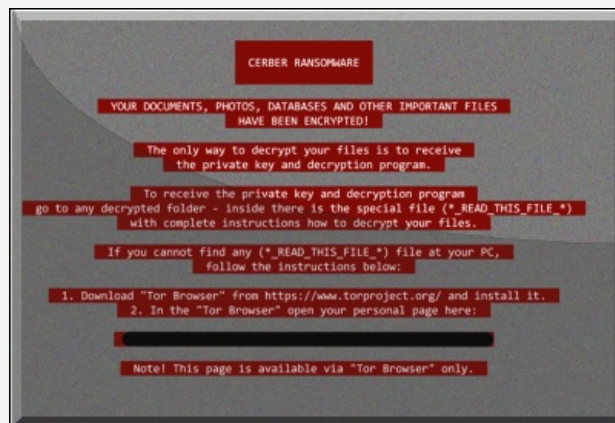 CERBER RANSOMWARE
YOUR DOCUMENTS, PHOTOS, DATABASES AND OTHER IMPORTANT FILES
HAVE BEEN ENCRYPTED!
The only way to decrypt your files is to receive
the private key and decryption program.
To receive the private key and decryption program
go to any decrypted folder - inside there is the special file (*_READ_THIS_FILE_*)
with complete instructions how to decrypt your files.
If you cannot find any (*_READ_THIS_FILE_*) file at your PC,
follow the instructions below:
1. Download "Tor Browser" from https://www.torproject.org/ and install it.
2. In the "Tor Browser" open your personal page here:
Note! This page is available via "Tor Browser" only.